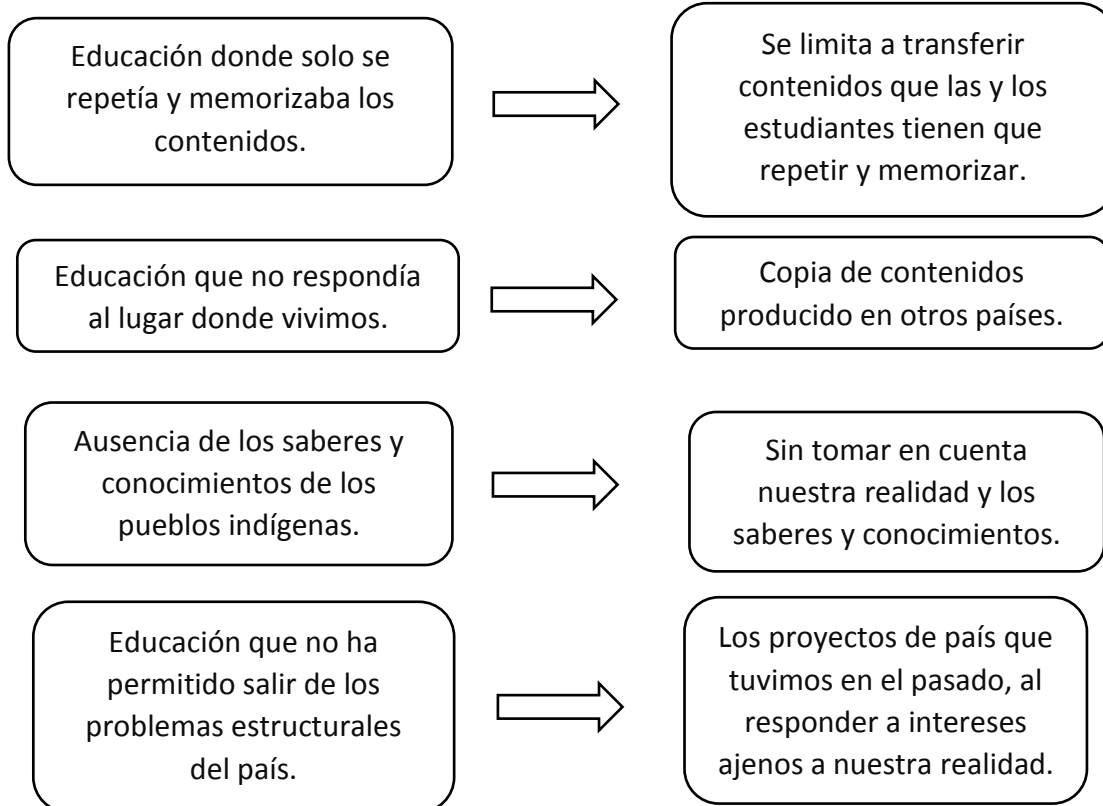 Educación donde solo se
repetía y memorizaba los
contenidos.
Se limita a transferir
contenidos que las y los
estudiantes tienen que
repetir y memorizar.
Educación que no respondía
al lugar donde vivimos.
Copia de contenidos
producido en otros países.
Ausencia de los saberes y
conocimientos de los
pueblos indígenas.
Sin tomar en cuenta
nuestra realidad y los
saberes y conocimientos.
Educación que no ha
permitido salir de los
problemas estructurales
del país.
Los proyectos de país que
tuvimos en el pasado, al
responder a intereses
ajenos a nuestra realidad.